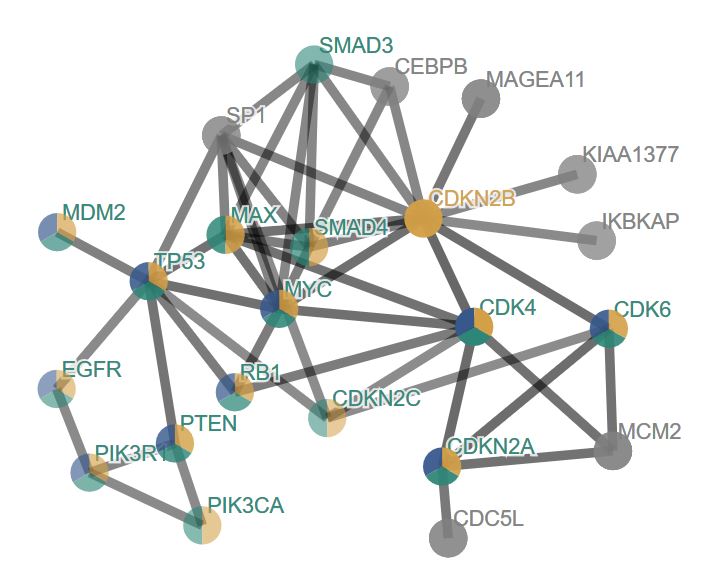 SMAD3
CEBPB
MAGEA11
SP1
KIAA1377
CDKN2B
MDM2
MAX
SMAD4
IKBKAP
TP53
MYC
CDK4
CDK6
EGFR
RB1
CDKN2C
PTEN
MCM2
PIK3R1
CDKN2A
PIK3CA
CDC5L